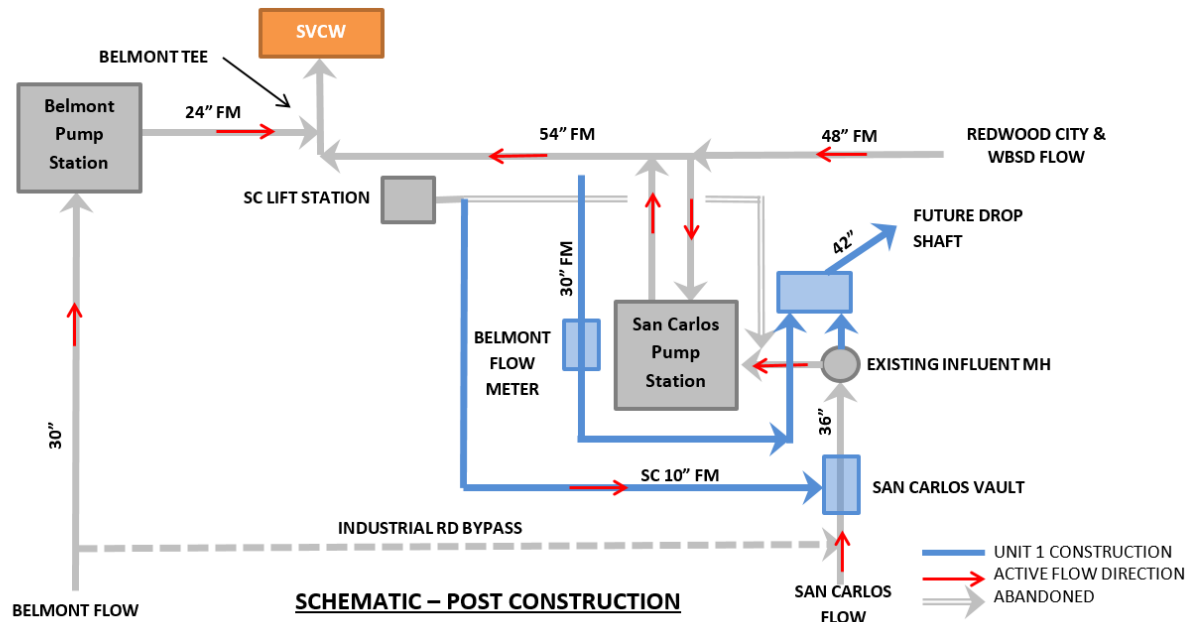 SVCW
BELMONT TEE
Belmont
Pump
Station
24” FM
54” FM
48” FM
REDWOOD CITY &
WBSD FLOW
SC LIFT STATION
FUTURE DROP
SHAFT
42”
30” FM
San Carlos
Pump
Station
BELMONT
FLOW
METER
EXISTING INFLUENT MH
36”
30”
SC 10” FM
SAN CARLOS VAULT
INDUSTRIAL RD BYPASS
UNIT 1 CONSTRUCTION
ACTIVE FLOW DIRECTION
ABANDONED
BELMONT FLOW
SCHEMATIC – POST CONSTRUCTION
SAN CARLOS
FLOW